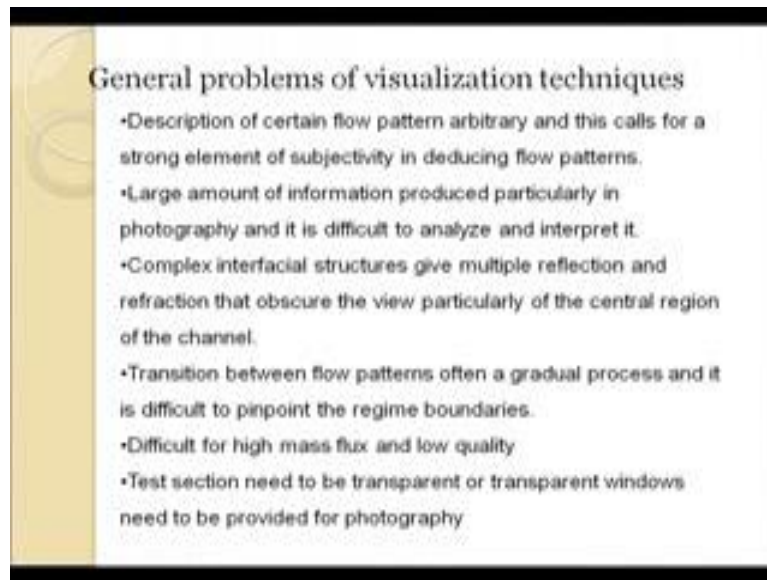 General problems of visualization techniques
•Description of certain flow pattern arbitrary and this calls for a
strong element of subjectivity in deducing flow patterns.
•Large amount of information produced particularly in
photography and it is difficult to analyze and interpret it.
•Complex interfacial structures give multiple reflection and
refraction that obscure the view particularly of the central region
of the channel.
•Transition between flow patterns often a gradual process and it
is difficult to pinpoint the regime boundaries.
•Difficult for high mass flux and low quality
•Test section need to be transparent or transparent windows
need to be provided for photography